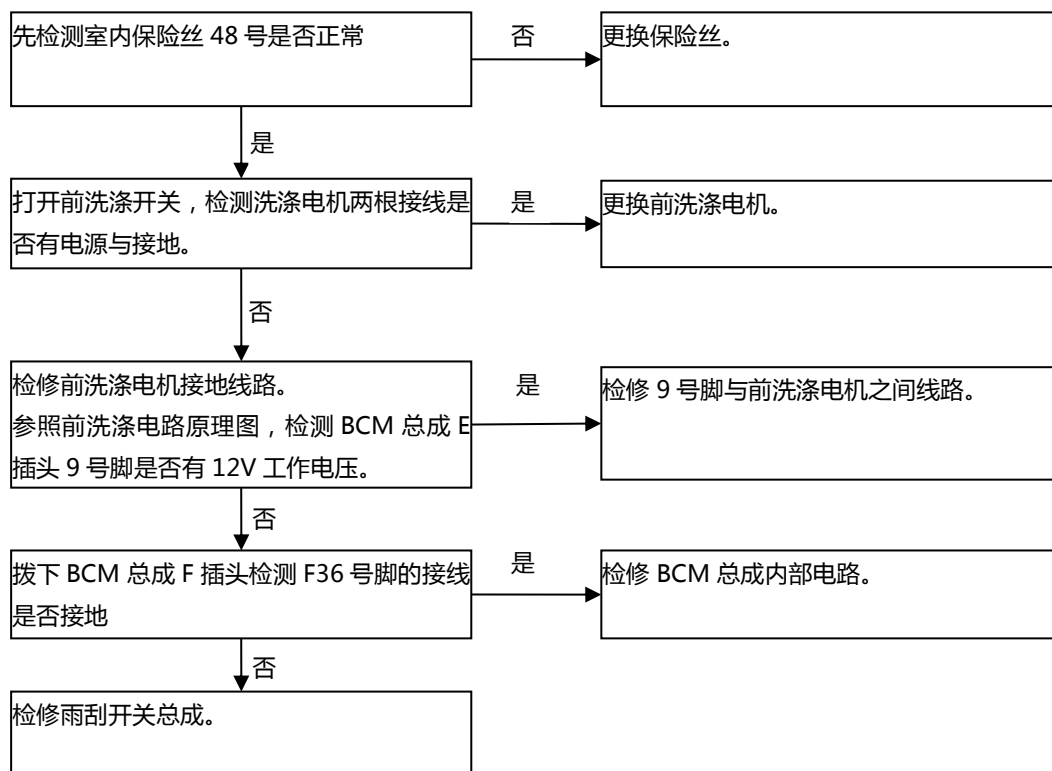 先检测室内保险丝 48 号是否正常
否
更换保险丝。
是
打开前洗涤开关，检测洗涤电机两根接线是
否有电源与接地。
是
更换前洗涤电机。
否
检修前洗涤电机接地线路。
参照前洗涤电路原理图，检测 BCM 总成 E
插头 9 号脚是否有 12V 工作电压。
是
检修 9 号脚与前洗涤电机之间线路。
否
拨下 BCM 总成 F 插头检测 F36 号脚的接线
是否接地
是
检修 BCM 总成内部电路。
否
检修雨刮开关总成。